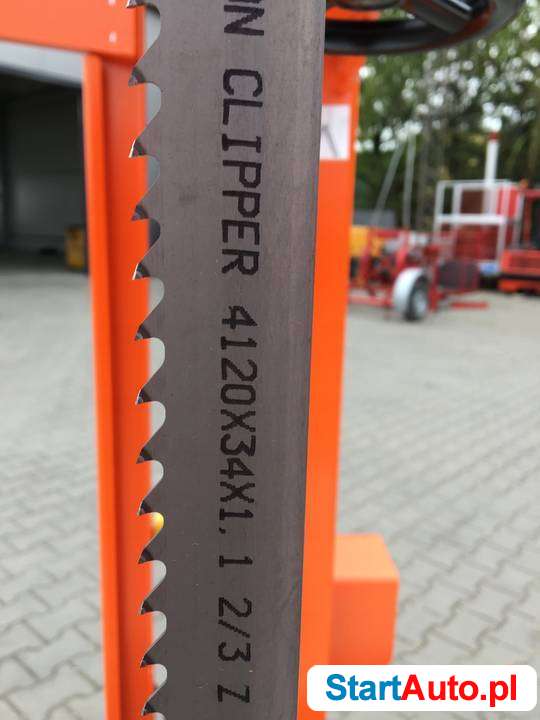 N CLIPPER 4120X34X1,1 2/3 Z
StartAuto.pl